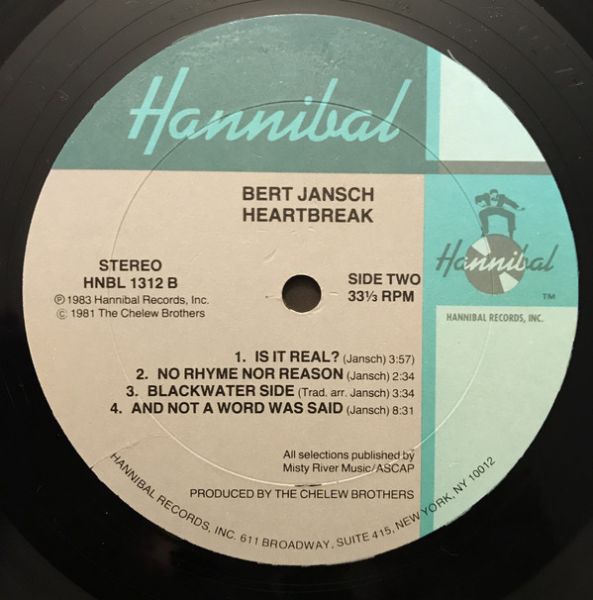 Hannibal
BERT JANSCH
HEARTBREAK
STEREO
HNBL 1312 B
Ⓟ 1983 Hannibal Records, Inc.
© 1981 The Chelew Brothers
SIDE TWO
33⅓ RPM
Hannibal
TM
HANNIBAL RECORDS, INC.
1. IS IT REAL? (Jansch) 3:57
2. NO RHYME NOR REASON (Jansch) 2:34
3. BLACKWATER SIDE (Trad. arr. Jansch) 3:34
4. AND NOT A WORD WAS SAID (Jansch) 8:31
All selections published by
Misty River Music/ASCAP
PRODUCED BY THE CHELEW BROTHERS
HANNIBAL RECORDS, INC. 611 BROADWAY, SUITE 415, NEW YORK, NY 10012